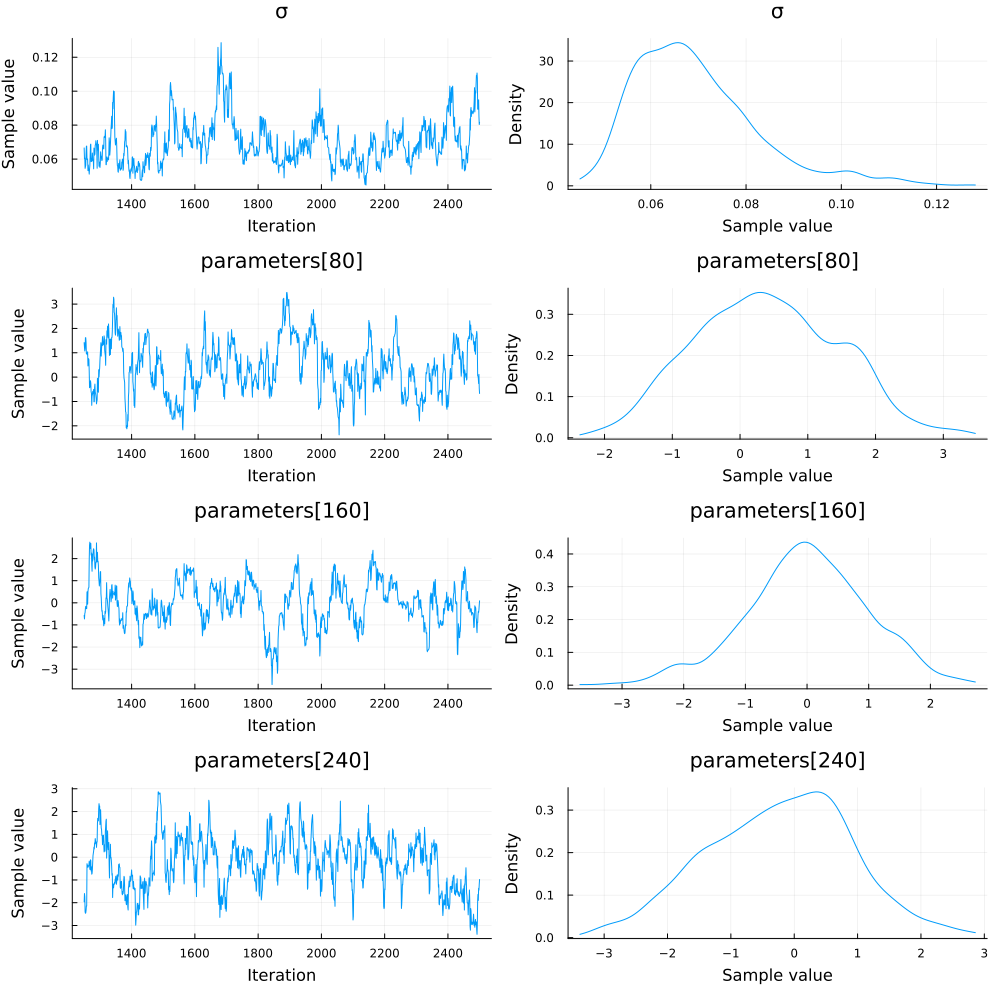 σ
Sample value
0.12
0.10
0.08
0.06
1400 1600 1800 2000 2200 2400
Iteration
σ
Density
30
20
10
0
0.06 0.08 0.10 0.12
Sample value
parameters[80]
Sample value
3
2
1
0
−1
−2
1400 1600 1800 2000 2200 2400
Iteration
parameters[80]
Density
0.3
0.2
0.1
0.0
−2 −1 0 1 2 3
Sample value
parameters[160]
Sample value
2
1
0
−1
−2
−3
1400 1600 1800 2000 2200 2400
Iteration
parameters[160]
Density
0.4
0.3
0.2
0.1
0.0
−3 −2 −1 0 1 2
Sample value
parameters[240]
Sample value
3
2
1
0
−1
−2
−3
1400 1600 1800 2000 2200 2400
Iteration
parameters[240]
Density
0.3
0.2
0.1
0.0
−3 −2 −1 0 1 2 3
Sample value